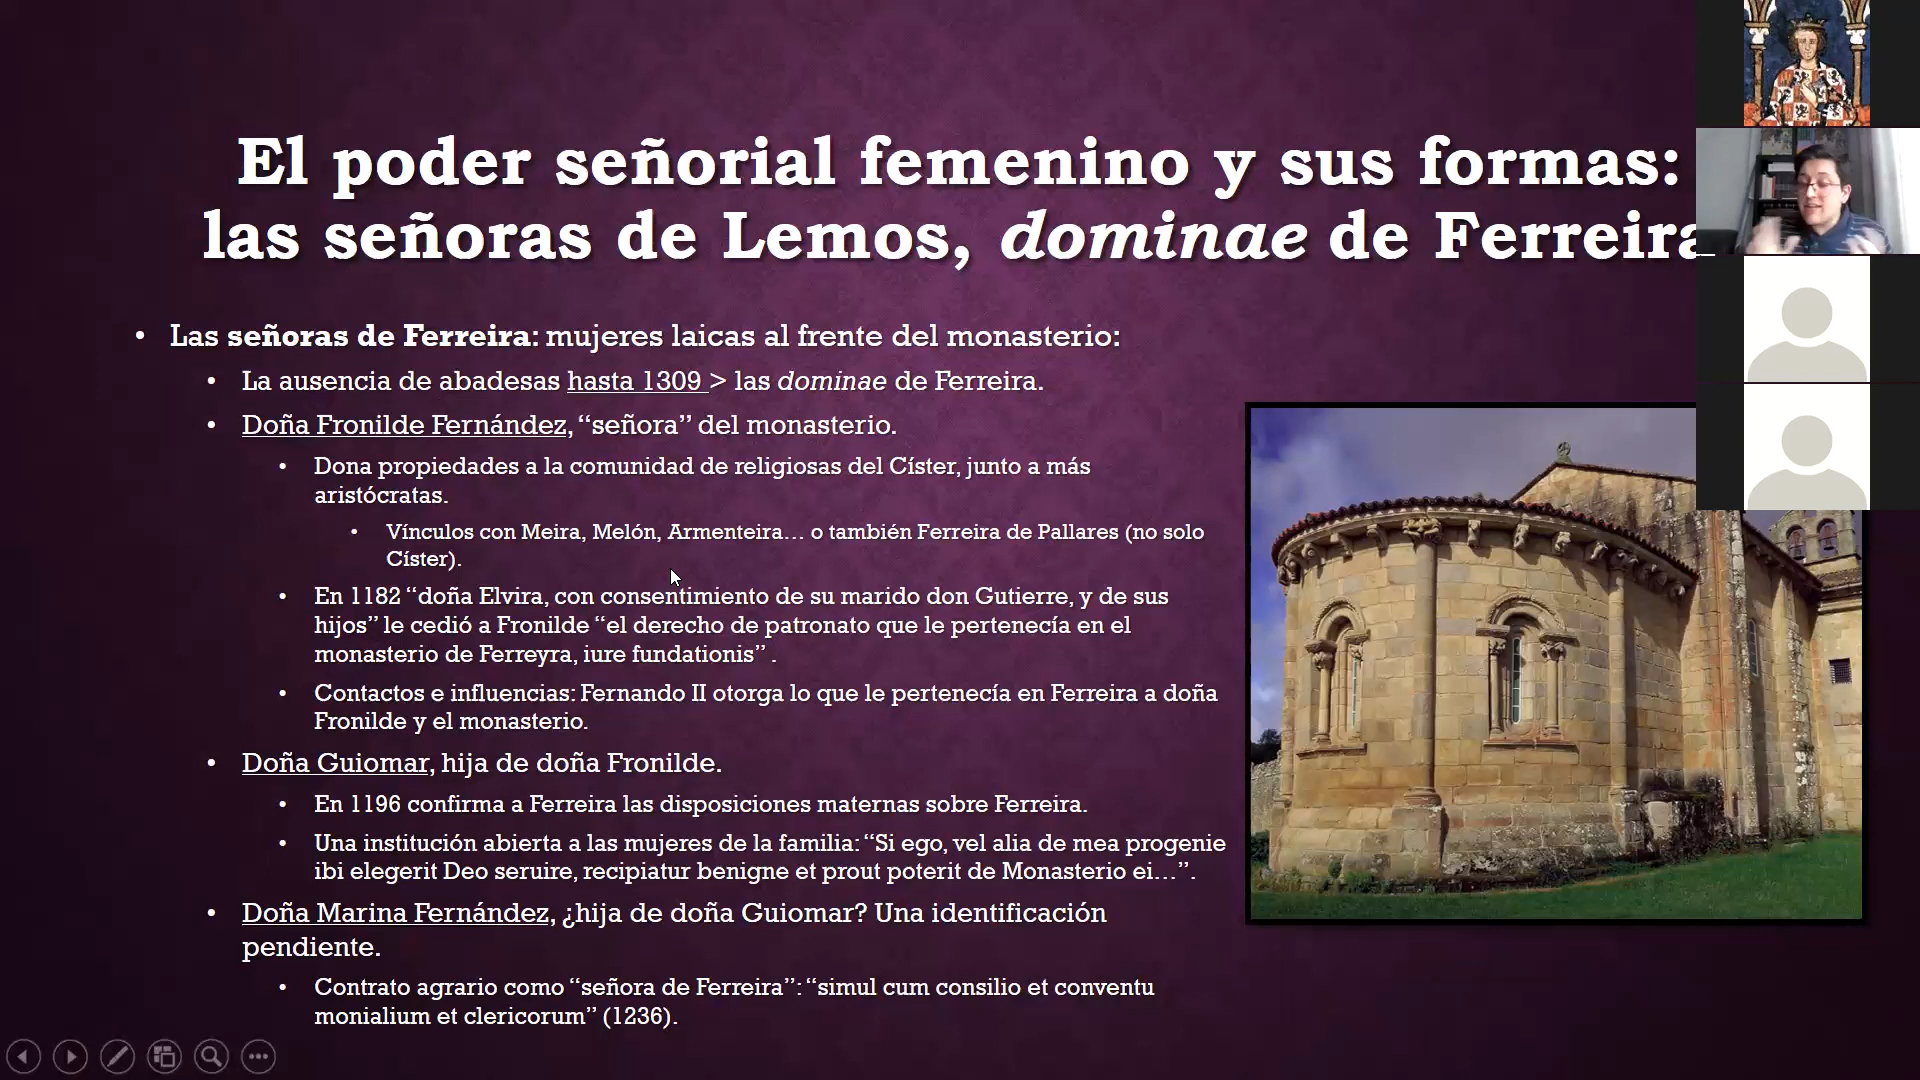 El poder señorial femenino y sus formas:
las señoras de Lemos, dominae de Ferreira
• Las señoras de Ferreira: mujeres laicas al frente del monasterio:
• La ausencia de abadesas hasta 1309 > las dominae de Ferreira.
• Doña Fronilde Fernández, “señora” del monasterio.
• Dona propiedades a la comunidad de religiosas del Císter, junto a más
aristócratas.
• Vínculos con Meira, Melón, Armenteira… o también Ferreira de Pallares (no solo
Císter).
• En 1182 “doña Elvira, con consentimiento de su marido don Gutierre, y de sus
hijos” le cedió a Fronilde “el derecho de patronato que le pertenecía en el
monasterio de Ferreyra, iure fundationis” .
• Contactos e influencias: Fernando II otorga lo que le pertenecía en Ferreira a doña
Fronilde y el monasterio.
• Doña Guiomar, hija de doña Fronilde.
• En 1196 confirma a Ferreira las disposiciones maternas sobre Ferreira.
• Una institución abierta a las mujeres de la familia: “Si ego, vel alia de mea progenie
ibi elegerit Deo seruire, recipiatur benigne et prout poterit de Monasterio ei…”.
• Doña Marina Fernández, ¿hija de doña Guiomar? Una identificación
pendiente.
• Contrato agrario como “señora de Ferreira”: “simul cum consilio et conventu
monialium et clericorum” (1236).